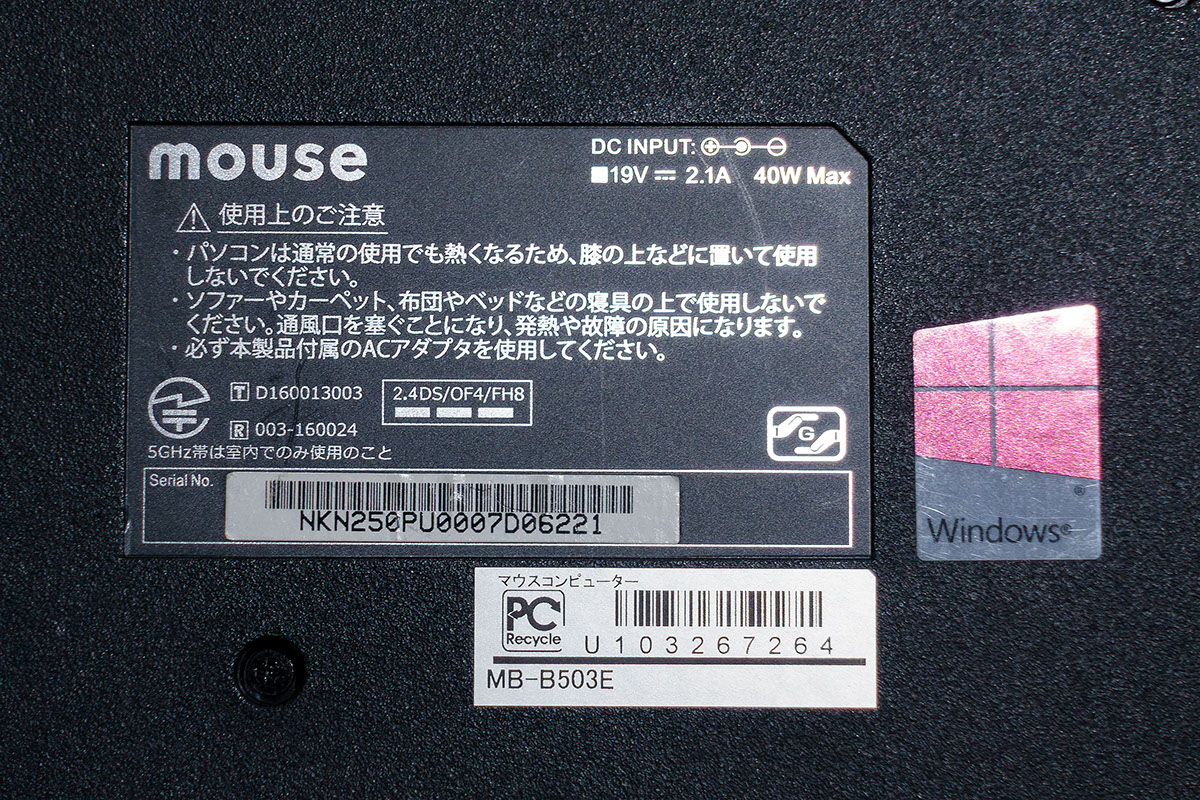 mouse
DC INPUT:
19V 2.1A 40W Max
使用上のご注意
・パソコンは通常の使用でも熱くなるため、膝の上などに置いて使用
しないでください。
・ソファーやカーペット、布団やベッドなどの寝具の上で使用しないで
ください。通風口を塞ぐことになり、発熱や故障の原因になります。
・必ず本製品付属のACアダプタを使用してください。
T D160013003
2.4DS/OF4/FH8
R 003-160024
G
5GHz帯は室内でのみ使用のこと
Serial No.
NKN250PU0007D06221
Windows®
マウスコンピューター
PC
Recycle
U103267264
MB-B503E